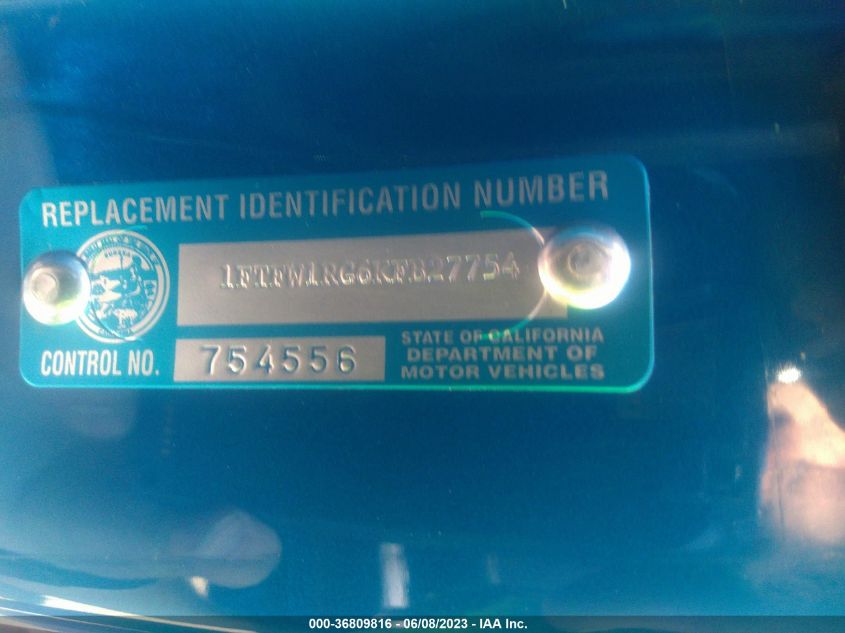 REPLACEMENT IDENTIFICATION NUMBER
1FTFW1RG6KFB27754
CONTROL NO. 754556
STATE OF CALIFORNIA
DEPARTMENT OF
MOTOR VEHICLES
000-36809816 - 06/08/2023 - IAA Inc.